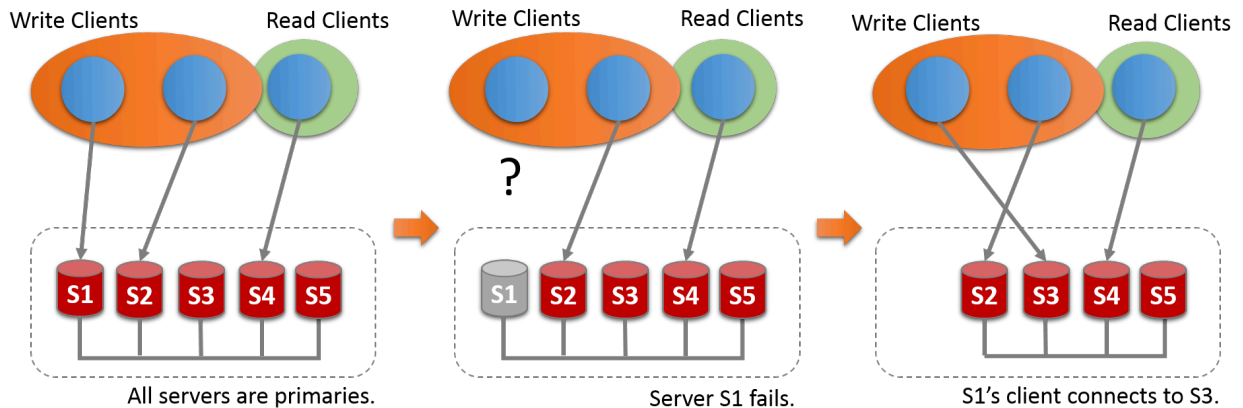 Write Clients
Read Clients
S1
S2
S3
S4
S5
All servers are primaries.
Write Clients
Read Clients
?
S1
S2
S3
S4
S5
Server S1 fails.
Write Clients
Read Clients
S2
S3
S4
S5
S1's client connects to S3.